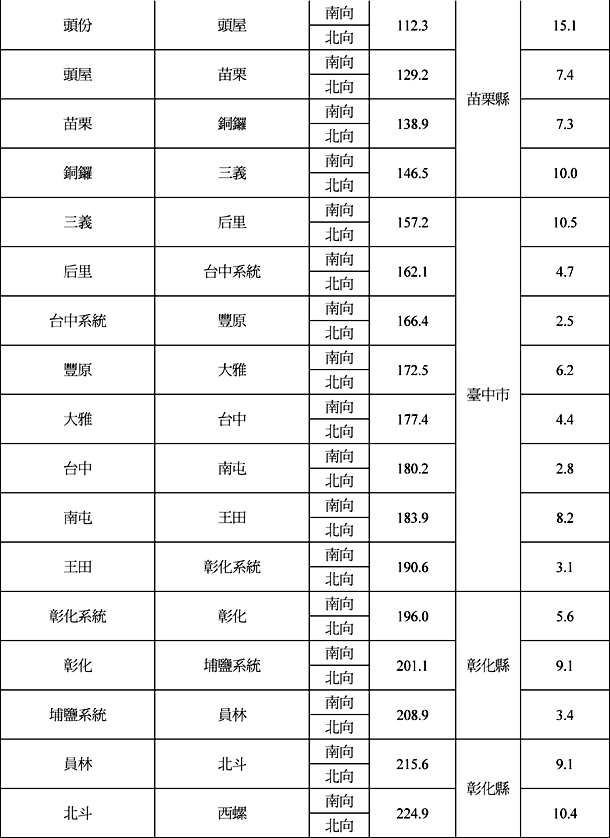 頭份 頭屋 南向 北向 112.3 苗栗縣 15.1
頭屋 苗栗 南向 北向 129.2 7.4
苗栗 銅鑼 南向 北向 138.9 7.3
銅鑼 三義 南向 北向 146.5 10.0
三義 后里 南向 北向 157.2 臺中市 10.5
后里 台中系統 南向 北向 162.1 4.7
台中系統 豐原 南向 北向 166.4 2.5
豐原 大雅 南向 北向 172.5 6.2
大雅 台中 南向 北向 177.4 4.4
台中 南屯 南向 北向 180.2 2.8
南屯 王田 南向 北向 183.9 8.2
王田 彰化系統 南向 北向 190.6 3.1
彰化系統 彰化 南向 北向 196.0 彰化縣 5.6
彰化 埔鹽系統 南向 北向 201.1 9.1
埔鹽系統 員林 南向 北向 208.9 3.4
員林 北斗 南向 北向 215.6 彰化縣 9.1
北斗 西螺 南向 北向 224.9 10.4